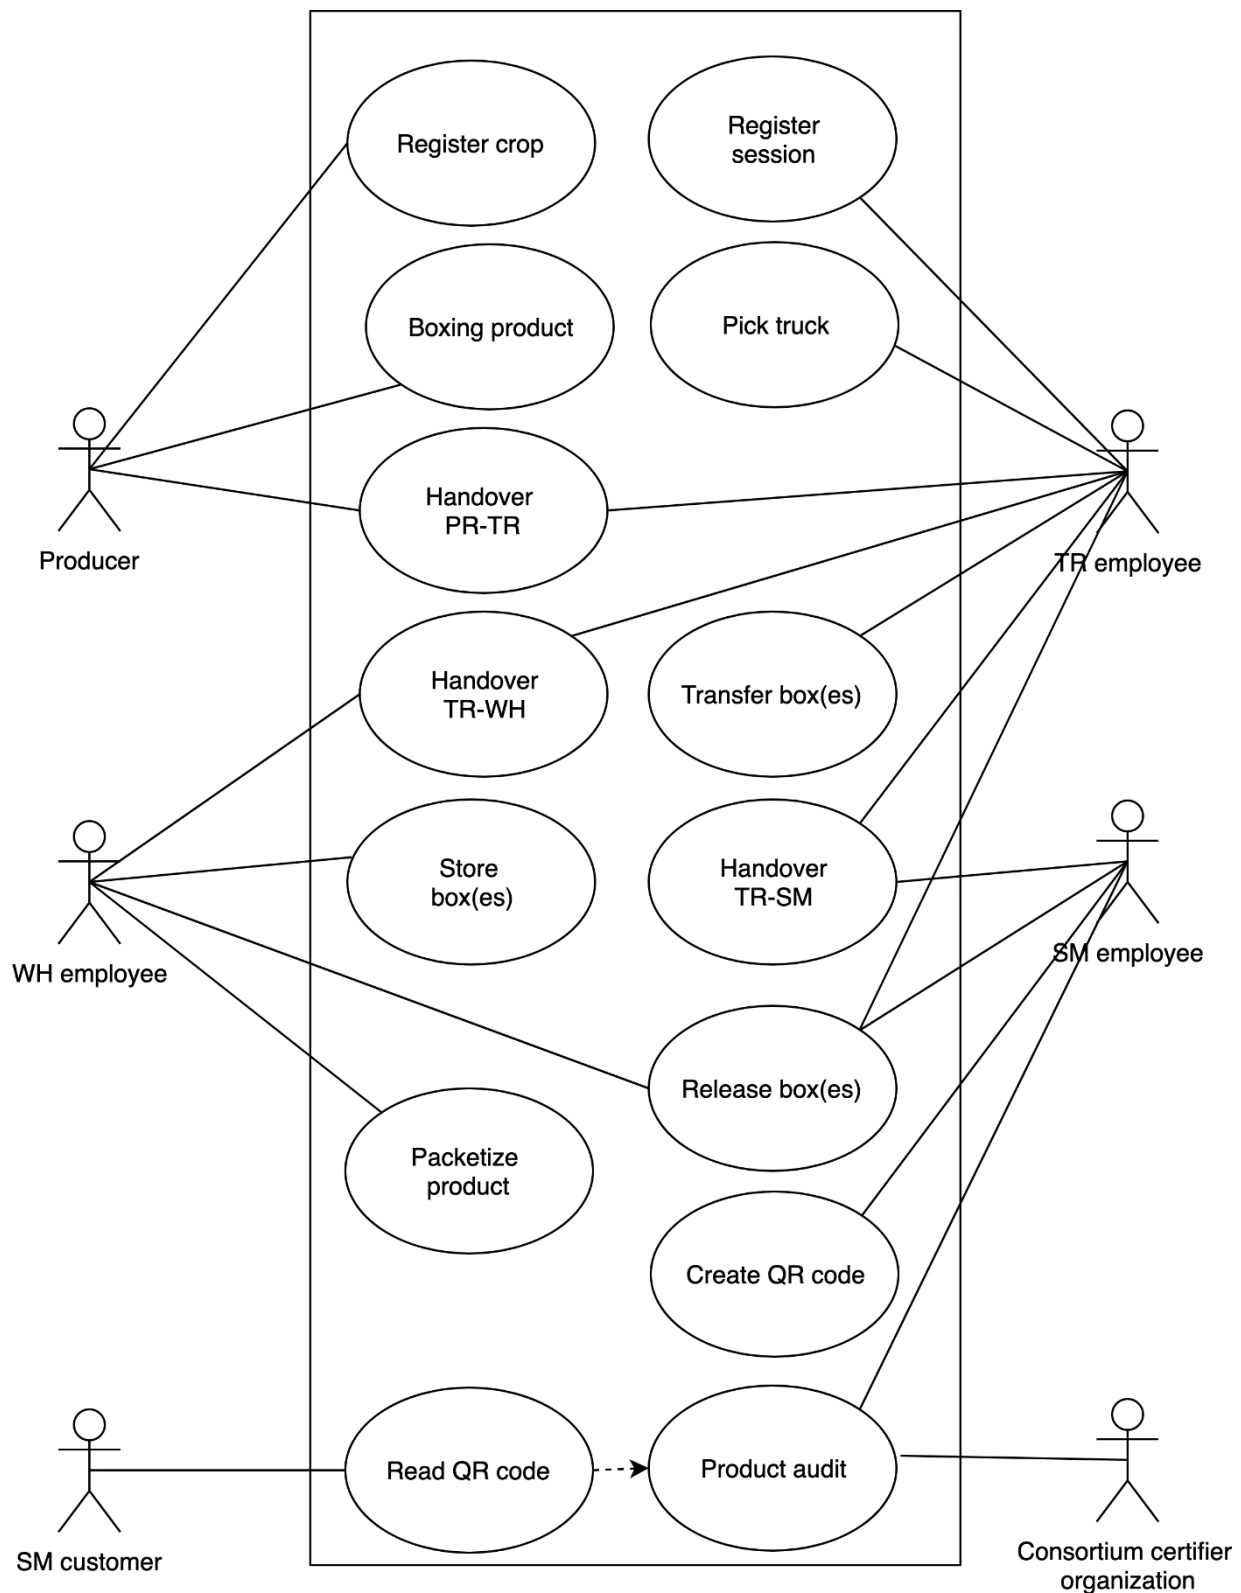 Register crop
Register
session
Boxing product
Pick truck
Handover
PR-TR
Producer
TR employee
Handover
TR-WH
Transfer box(es)
Store
box(es)
Handover
TR-SM
WH employee
SM employee
Release box(es)
Packetize
product
Create QR code
Read QR code
Product audit
SM customer
Consortium certifier
organization